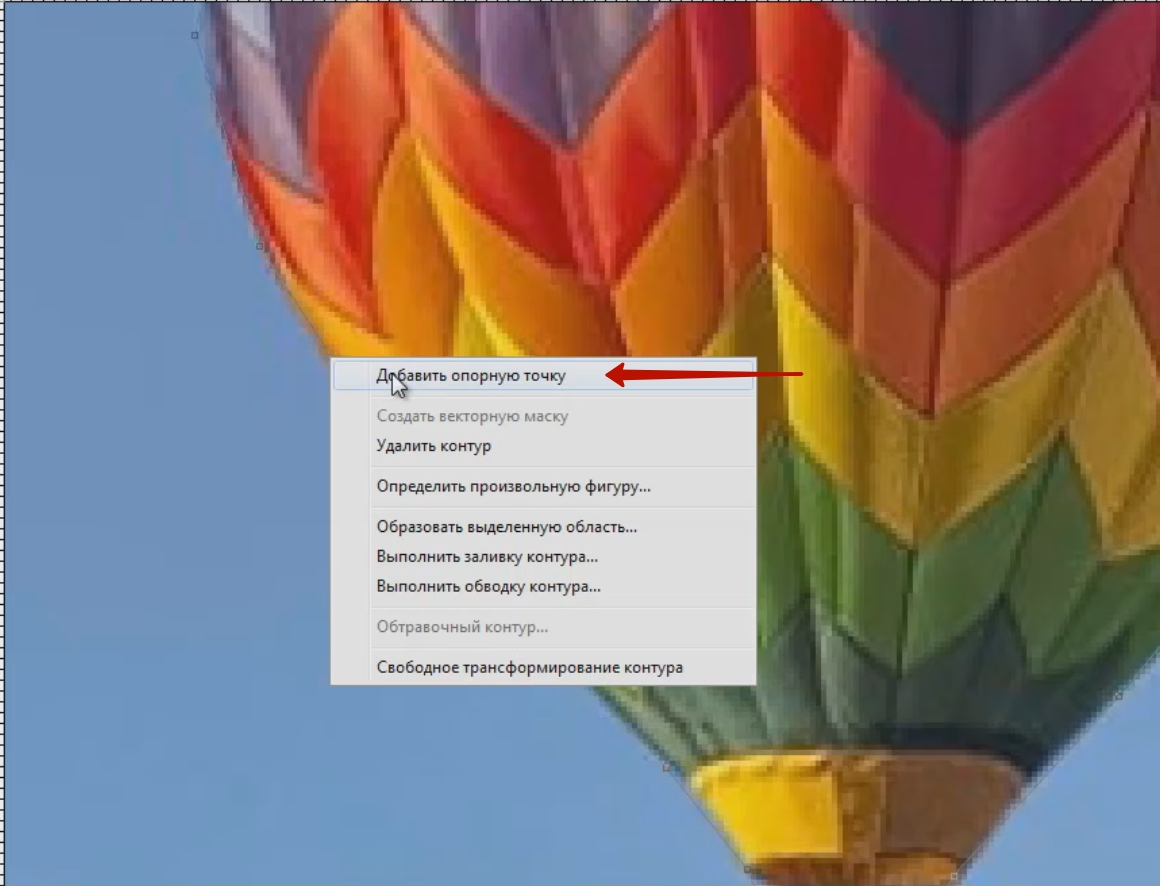 Добавить опорную точку
Создать векторную маску
Удалить контур
Определить произвольную фигуру...
Образовать выделенную область...
Выполнить заливку контура...
Выполнить обводку контура...
Обтравочный контур...
Свободное трансформирование контура